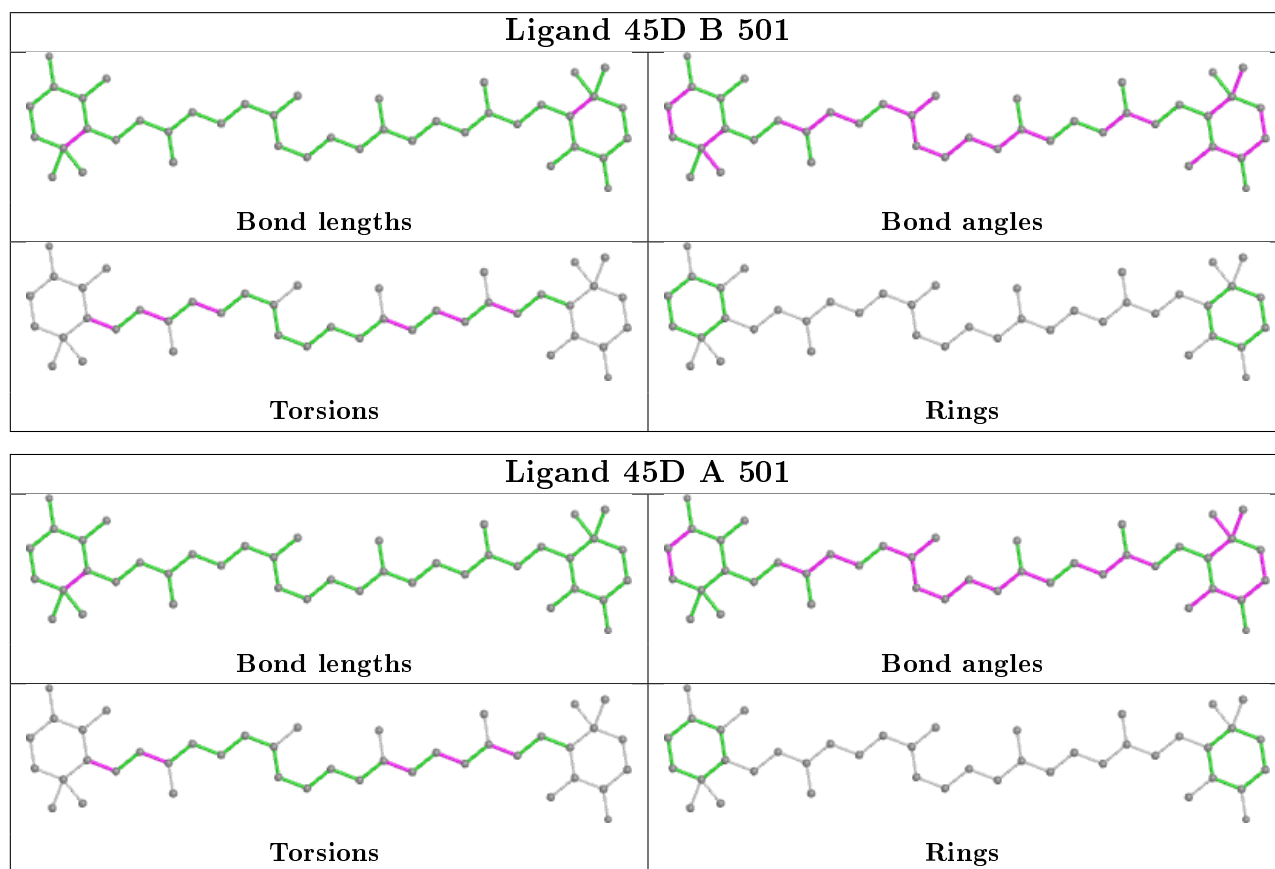 Ligand 45D B 501
Bond lengths
Bond angles
Torsions
Rings
Ligand 45D A 501
Bond lengths
Bond angles
Torsions
Rings